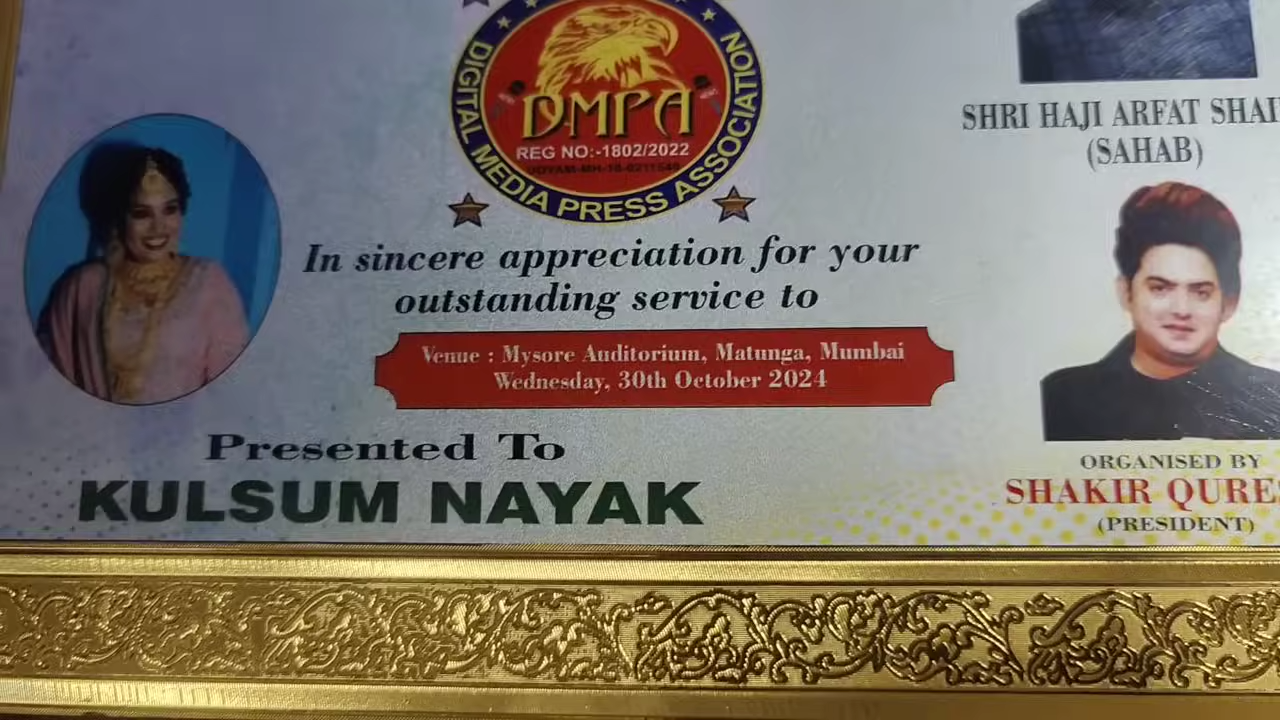 DIGITAL MEDIA PRESS ASSOCIATION
DMPA
REG NO:-1802/2022
SHRI HAJI ARFAT
(SAHAB)
In sincere appreciation for your
outstanding service to
Venue : Mysore Auditorium, Matunga, Mumbai
Wednesday, 30th October 2024
Presented To
KULSUM NAYAK
ORGANISED BY
SHAKIR
(PRESIDENT)